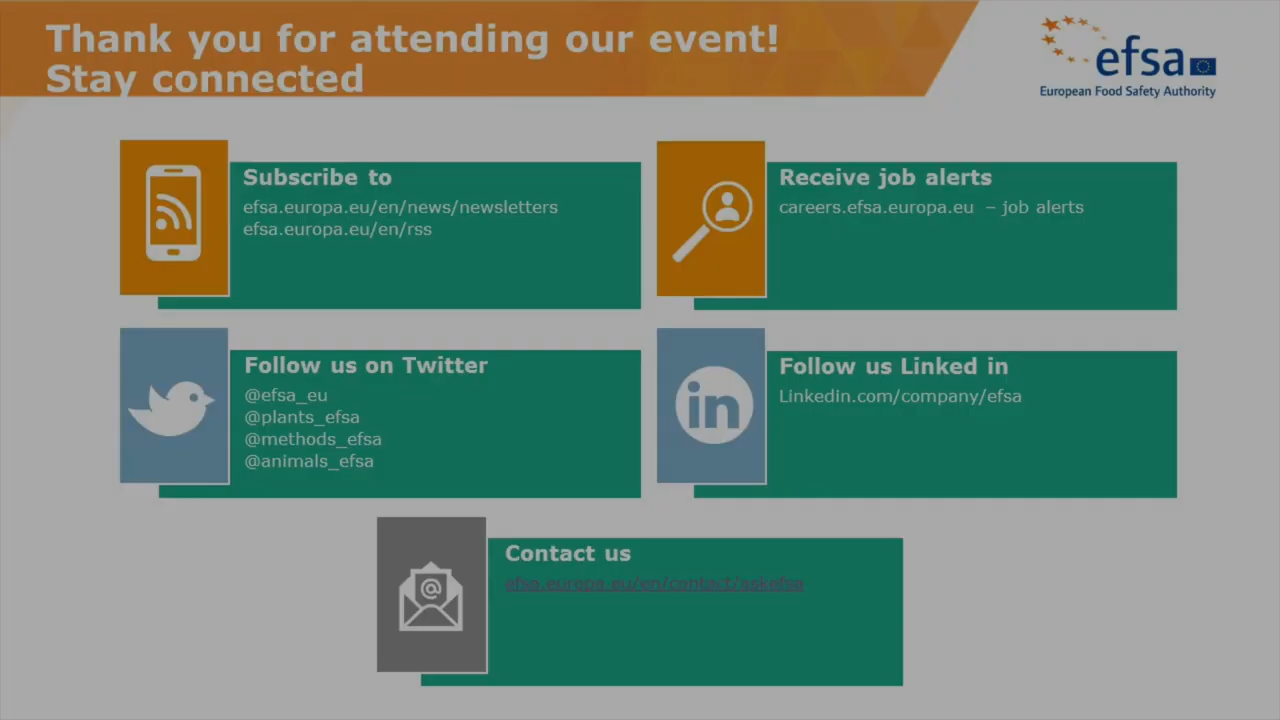 Thank you for attending our event!
Stay connected
efsa
European Food Safety Authority
Subscribe to
efsa.europa.eu/en/news/newsletters
efsa.europa.eu/en/rss
Receive job alerts
careers.efsa.europa.eu – job alerts
Follow us on Twitter
@efsa_eu
@plants_efsa
@methods_efsa
@animals_efsa
Follow us Linked in
in
Linkedin.com/company/efsa
@
Contact us
efsa.europa.eu/en/contact/askefsa